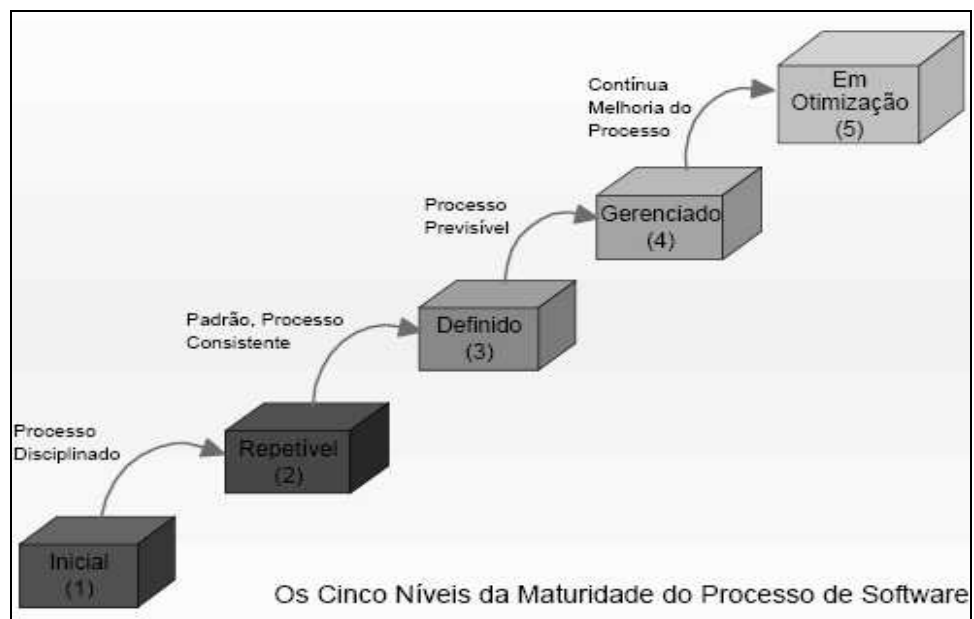 Em
Otimização
(5)
Contínua
Melhoria do
Processo
Gerenciado
(4)
Processo
Previsível
Definido
(3)
Padrão, Processo
Consistente
Repetível
(2)
Processo
Disciplinado
Inicial
(1)
Os Cinco Níveis da Maturidade do Processo de Software